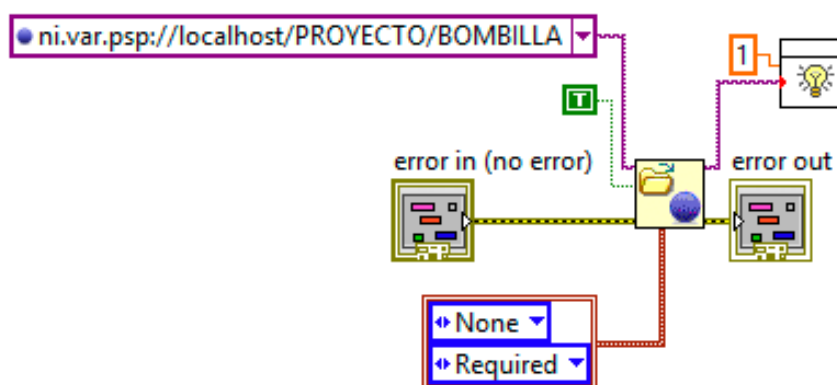 ni.var.psp://localhost/PROYECTO/BOMBILLA
1
T
error in (no error)
error out
None
Required